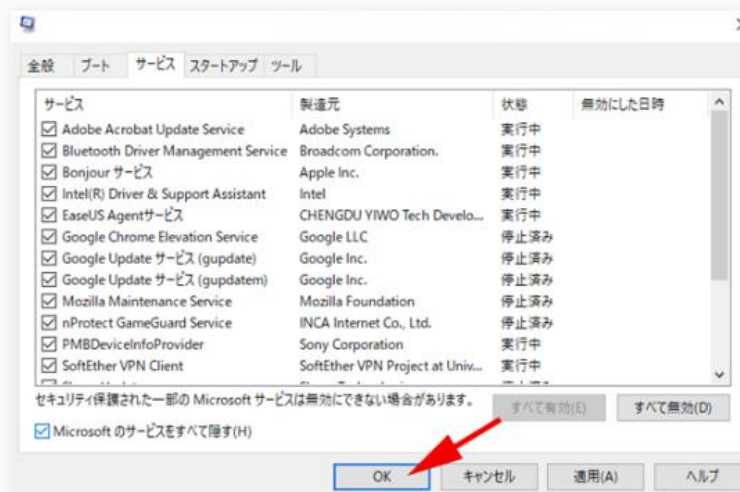 全般 ブート サービス スタートアップ ツール
サービス 製造元 状態 無効にした日時
Adobe Acrobat Update Service Adobe Systems 実行中
Bluetooth Driver Management Service Broadcom Corporation. 実行中
Bonjour サービス Apple Inc. 実行中
Intel(R) Driver & Support Assistant Intel 実行中
EaseUS Agentサービス CHENGDU YIWO Tech Develo... 実行中
Google Chrome Elevation Service Google LLC 停止済み
Google Update サービス (gupdate) Google Inc. 停止済み
Google Update サービス (gupdatem) Google Inc. 停止済み
Mozilla Maintenance Service Mozilla Foundation 停止済み
nProtect GameGuard Service INCA Internet Co., Ltd. 停止済み
PMBDeviceInfoProvider Sony Corporation 実行中
SoftEther VPN Client SoftEther VPN Project at Univ... 実行中
セキュリティ保護された一部の Microsoft サービスは無効にできない場合があります。 すべて有効(E) すべて無効(D)
Microsoft のサービスをすべて隠す(H)
OK キャンセル 適用(A) ヘルプ